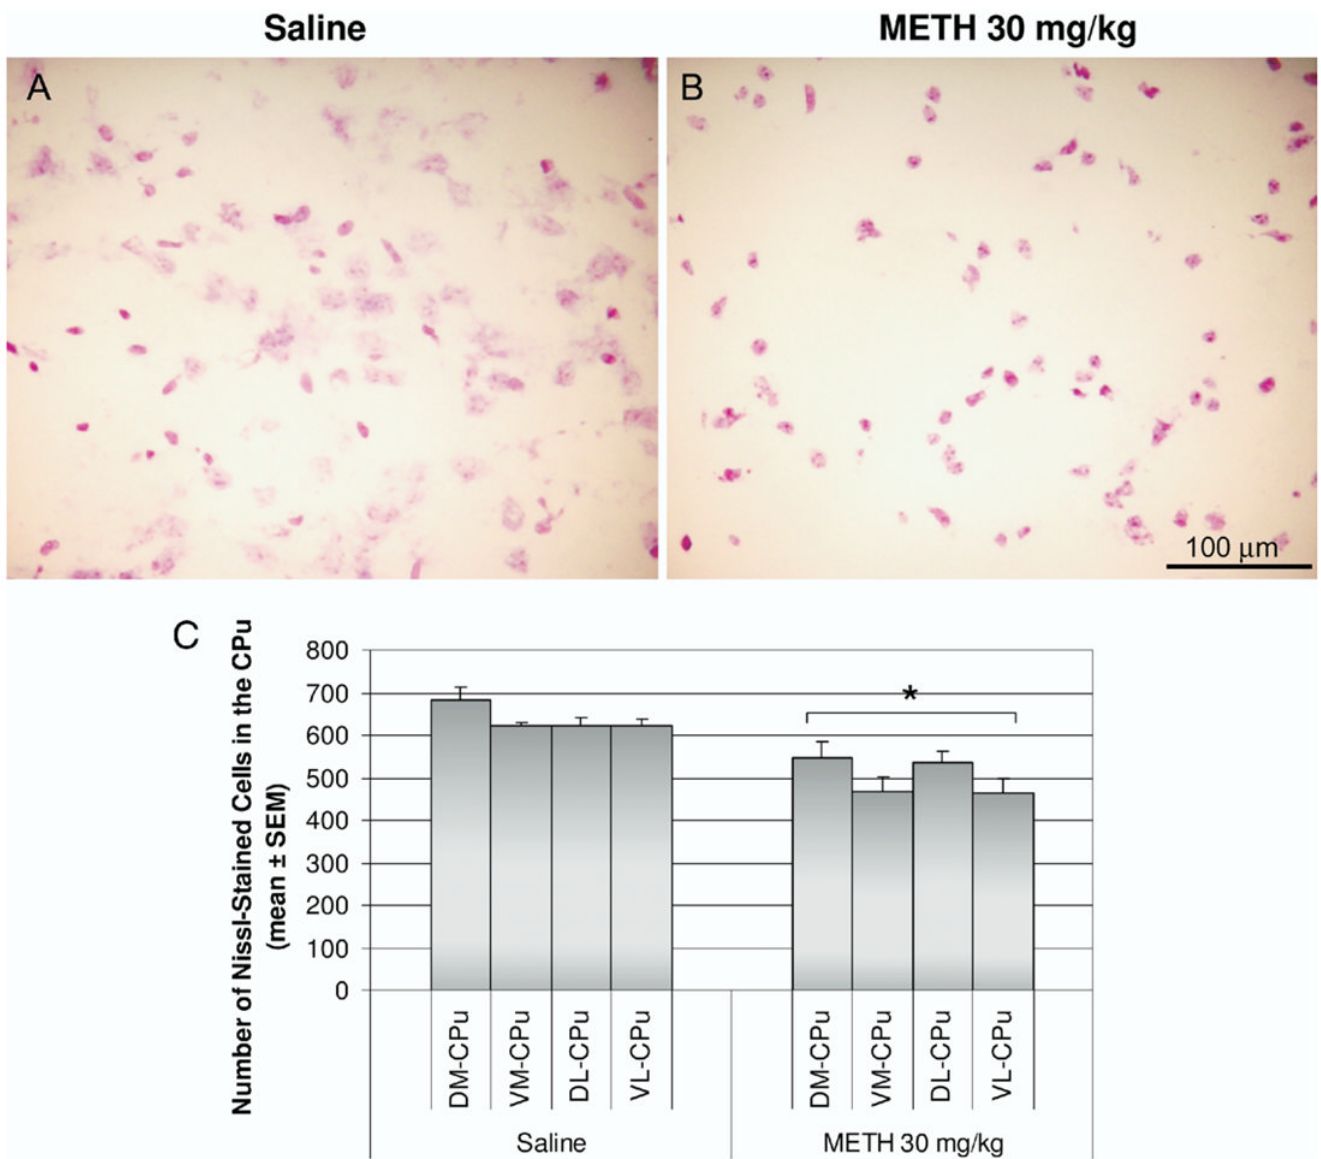 Saline
METH 30 mg/kg
A
B
100 µm
C
Number of Nissl-Stained Cells in the CPu
(mean ± SEM)
800
700
600
500
400
300
200
100
0
*
DM-CPu
VM-CPu
DL-CPu
VL-CPu
DM-CPu
VM-CPu
DL-CPu
VL-CPu
Saline
METH 30 mg/kg